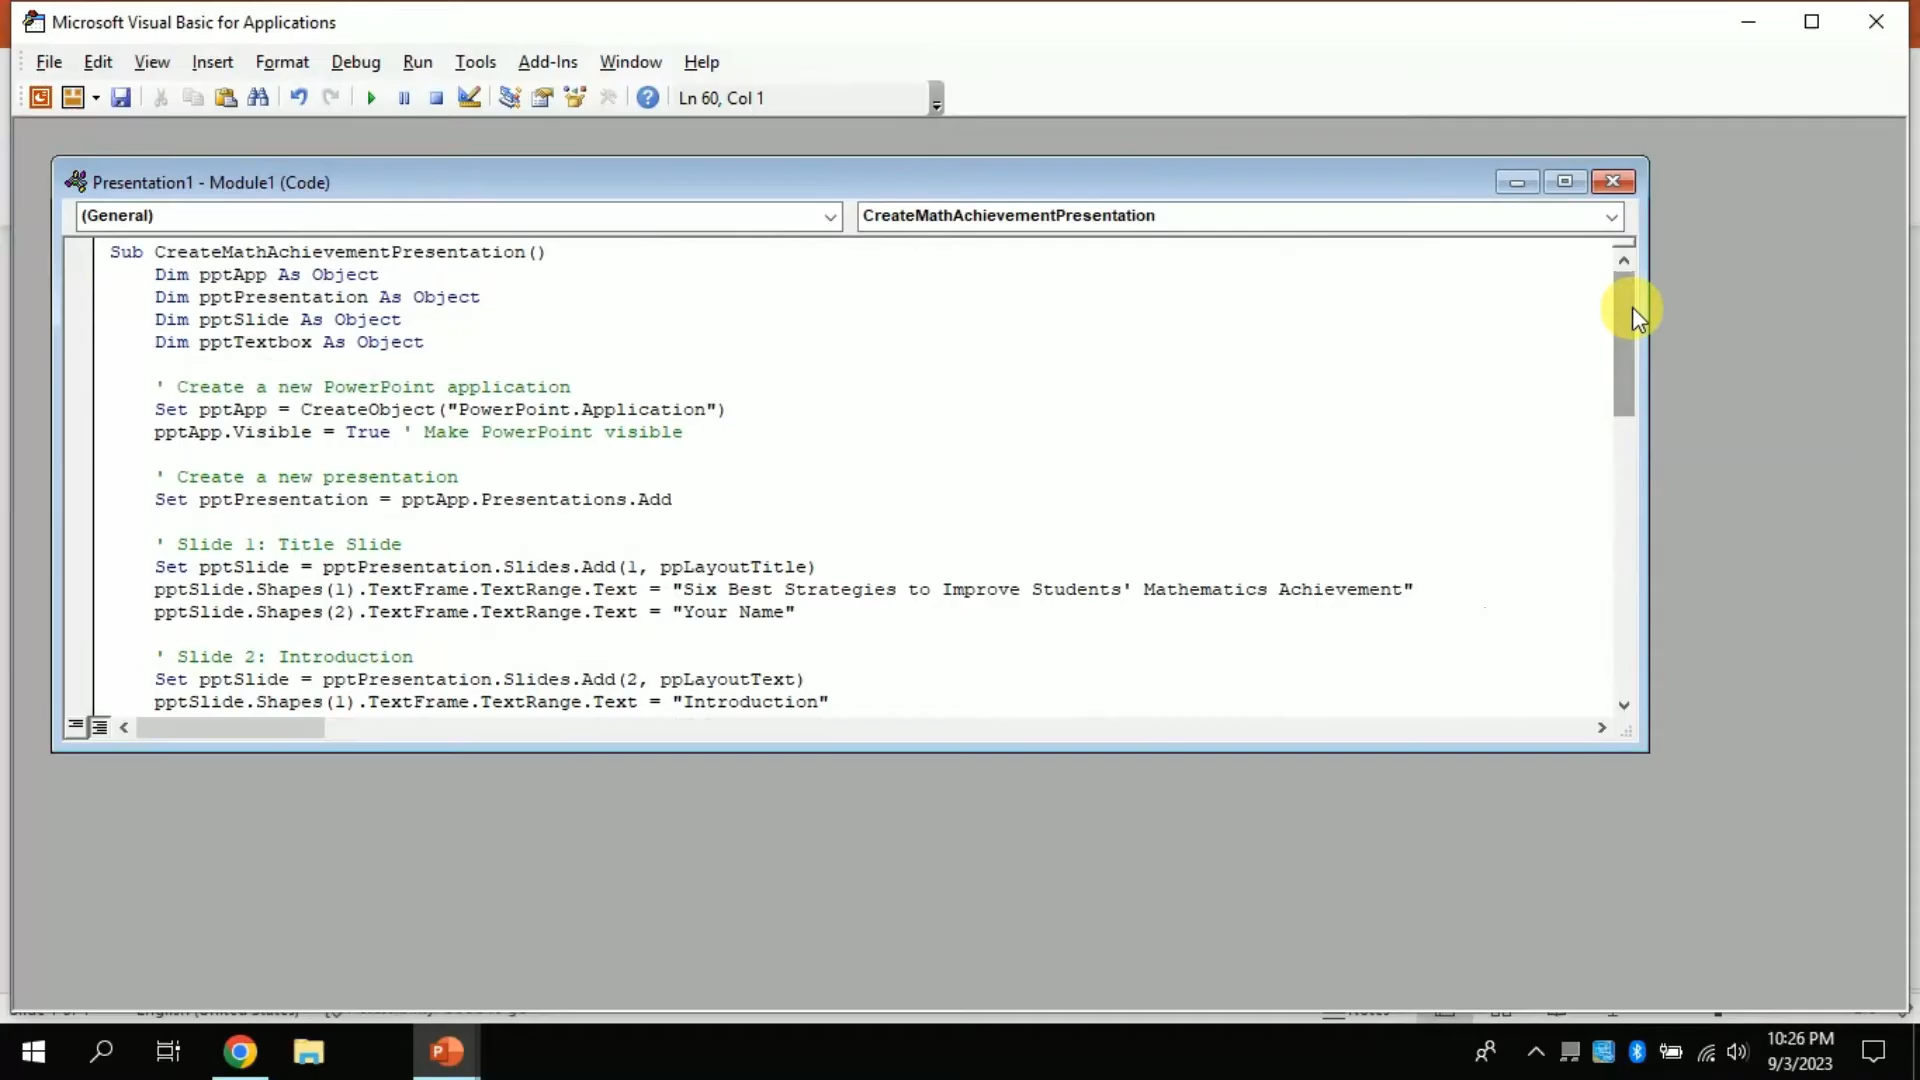 Microsoft Visual Basic for Applications
File Edit View Insert Format Debug Run Tools Add-Ins Window Help
Ln 60, Col 1
Presentation1 - Module1 (Code)
(General) CreateMathAchievementPresentation
Sub CreateMathAchievementPresentation()
Dim pptApp As Object
Dim pptPresentation As Object
Dim pptSlide As Object
Dim pptTextbox As Object
' Create a new PowerPoint application
Set pptApp = CreateObject("PowerPoint.Application")
pptApp.Visible = True ' Make PowerPoint visible
' Create a new presentation
Set pptPresentation = pptApp.Presentations.Add
' Slide 1: Title Slide
Set pptSlide = pptPresentation.Slides.Add(1, ppLayoutTitle)
pptSlide.Shapes(1).TextFrame.TextRange.Text = "Six Best Strategies to Improve Students' Mathematics Achievement"
pptSlide.Shapes(2).TextFrame.TextRange.Text = "Your Name"
' Slide 2: Introduction
Set pptSlide = pptPresentation.Slides.Add(2, ppLayoutText)
pptSlide.Shapes(1).TextFrame.TextRange.Text = "Introduction"
10:26 PM
9/3/2023